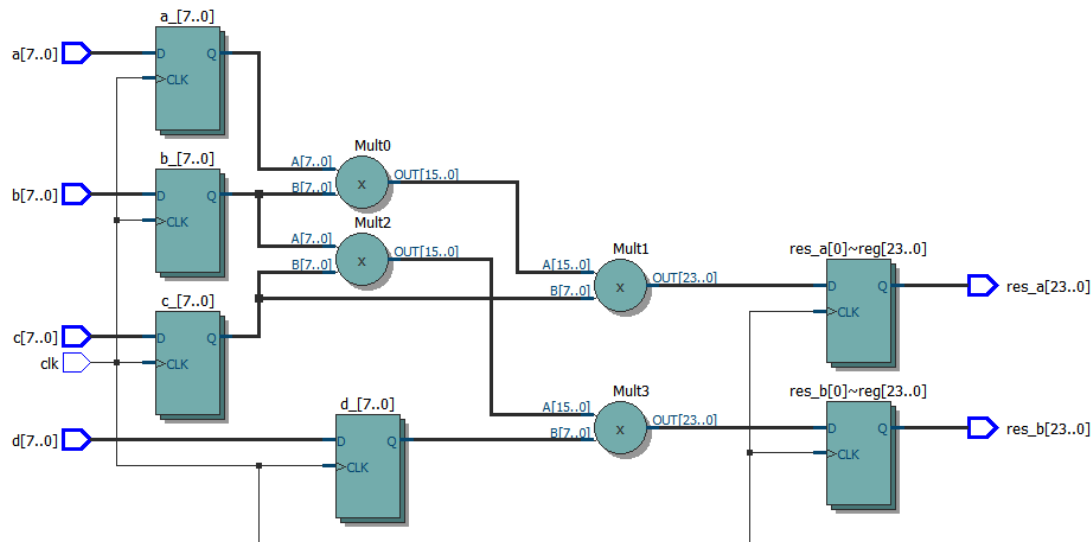 a_[7..0]
a[7..0]
D
Q
CLK
b_[7..0]
b[7..0]
D
Q
CLK
Mult0
A[7..0]
B[7..0]
x
OUT[15..0]
Mult2
A[7..0]
B[7..0]
x
OUT[15..0]
c_[7..0]
c[7..0]
D
Q
clk
CLK
Mult1
A[15..0]
B[7..0]
x
OUT[23..0]
res_a[0]~reg[23..0]
D
Q
CLK
res_a[23..0]
d_[7..0]
d[7..0]
D
Q
CLK
Mult3
A[15..0]
B[7..0]
x
OUT[23..0]
res_b[0]~reg[23..0]
D
Q
CLK
res_b[23..0]